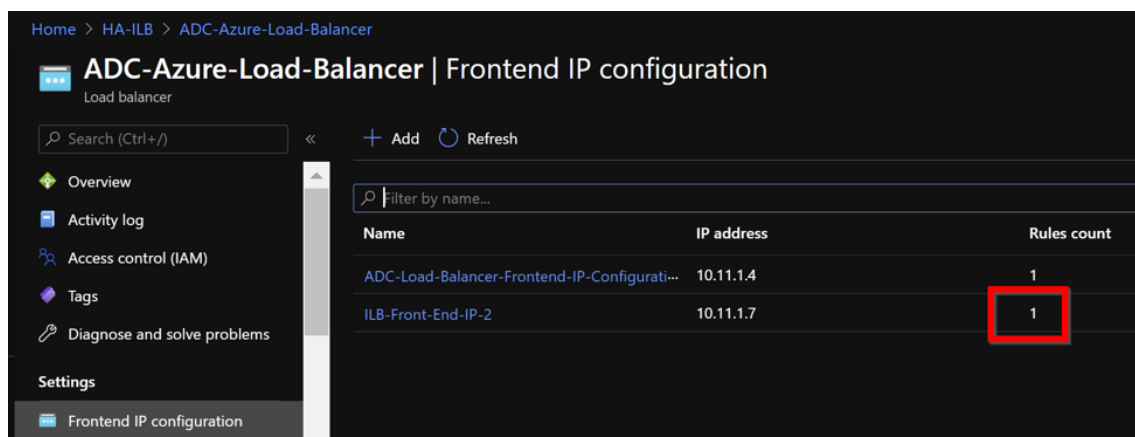 Home > HA-ILB > ADC-Azure-Load-Balancer
ADC-Azure-Load-Balancer | Frontend IP configuration
Load balancer
Search (Ctrl+/)
«
+ Add Refresh
Overview
Filter by name...
Activity log
Name IP address Rules count
Access control (IAM)
ADC-Load-Balancer-Frontend-IP-Configurati··· 10.11.1.4 1
Tags
ILB-Front-End-IP-2 10.11.1.7 1
Diagnose and solve problems
Settings
Frontend IP configuration